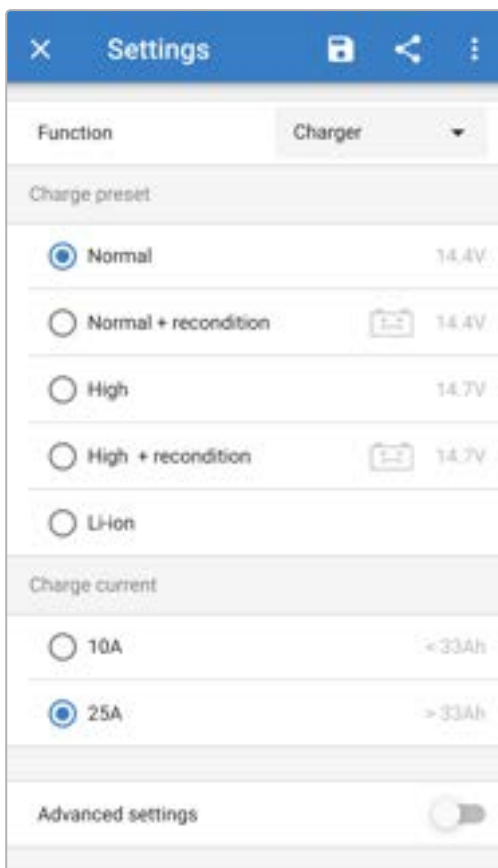 Settings
Function Charger
Charge preset
Normal 14.4V
Normal + recondition 14.4V
High 14.7V
High + recondition 14.7V
Li-ion
Charge current
10A < 33Ah
25A > 33Ah
Advanced settings